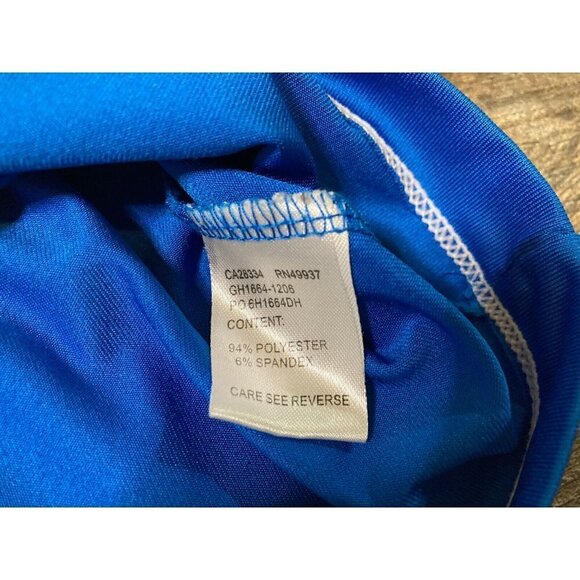 CA28334 RN49937
GH1664-1206
PO 6H1664DH
CONTENT:
94% POLYESTER
6% SPANDEX
CARE SEE REVERSE